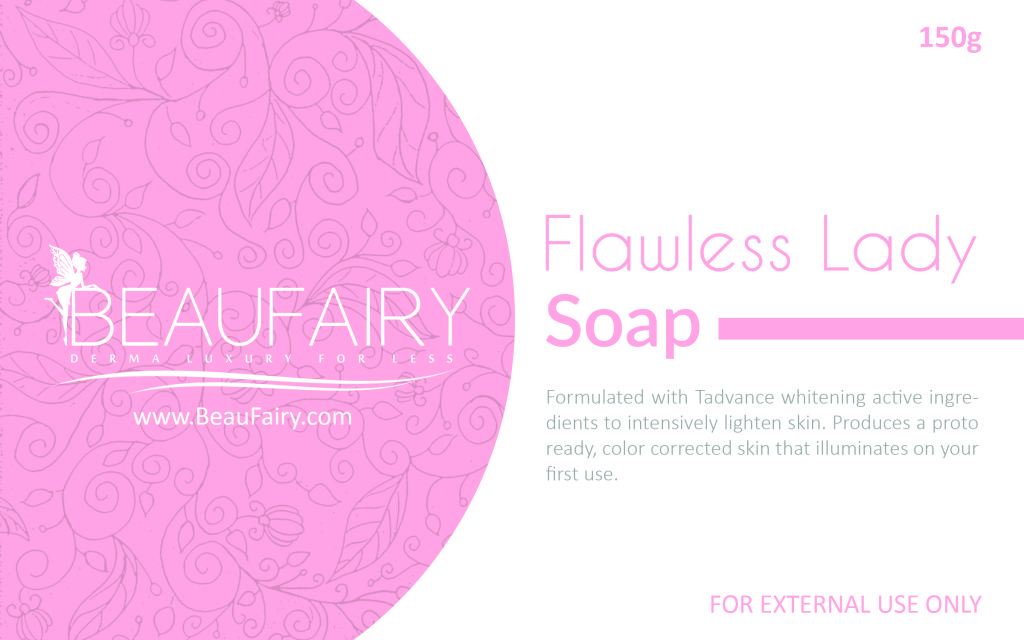 150g
BEAUFAIRY
DERMA LUXURY FOR LESS
www.BeauFairy.com
Flawless Lady
Soap
Formulated with Tadvance whitening active ingre-
dients to intensively lighten skin. Produces a proto
ready, color corrected skin that illuminates on your
first use.
FOR EXTERNAL USE ONLY